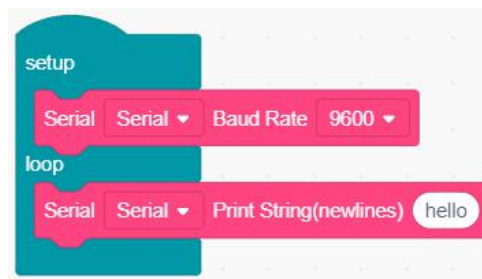 setup
Serial Serial Baud Rate 9600
loop
Serial Serial Print String(newlines) hello